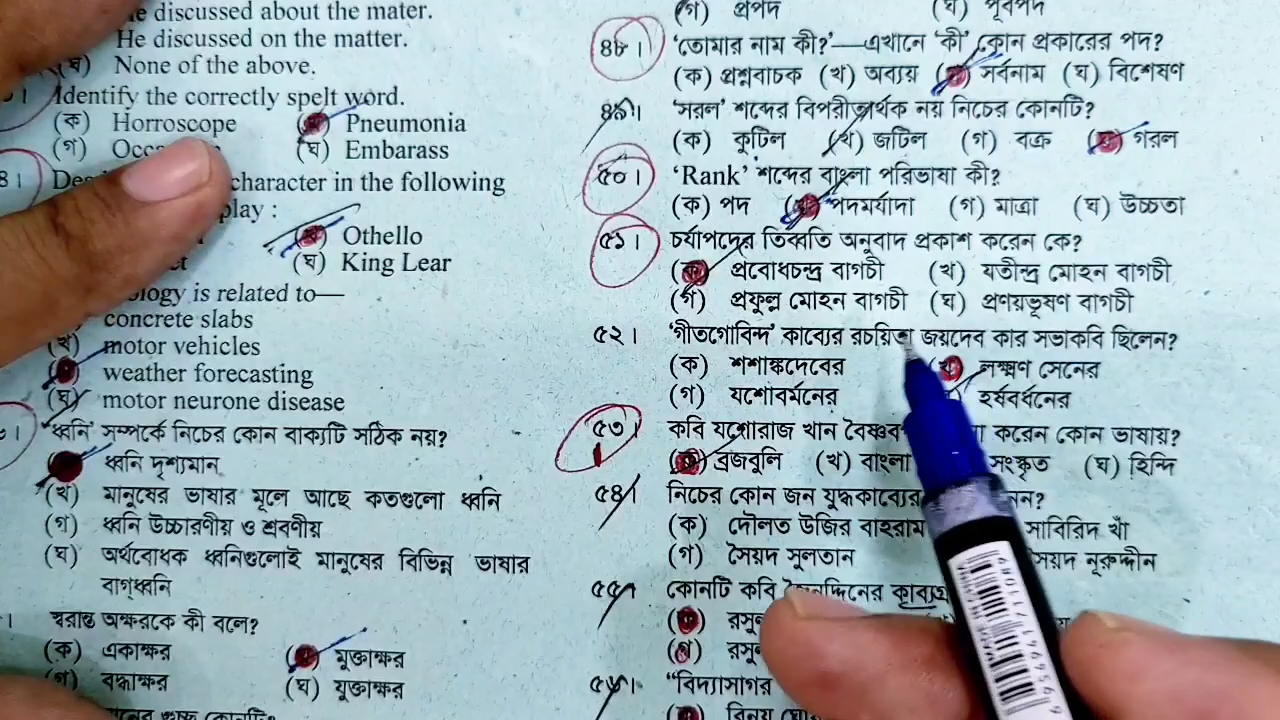 He discussed about the mater.
He discussed on the matter.
(ঘ) None of the above.
Identify the correctly spelt word.
(ক) Horroscope Pneumonia
(গ) (ঘ) Embarass
character in the following
play :
Othello
(ঘ) King Lear
is related to—
concrete slabs
(খ) motor vehicles
weather forecasting
(ঘ) motor neurone disease
‘ধ্বনি’ সম্পর্কে নিচের কোন বাক্যটি সঠিক নয়?
ধ্বনি দৃশ্যমান
(খ) মানুষের ভাষার মূলে আছে কতগুলো ধ্বনি
(গ) ধ্বনি উচ্চারণীয় ও শ্রবণীয়
(ঘ) অর্থবোধক ধ্বনিগুলোই মানুষের বিভিন্ন ভাষার
বাগ্‌ধ্বনি
স্বরান্ত অক্ষরকে কী বলে?
(ক) একাক্ষর মুক্তাক্ষর
(গ) বদ্ধাক্ষর (ঘ) যুক্তাক্ষর
(গ) প্রপদ (ঘ) পূর্বপদ
৪৮। ‘তোমার নাম কী?’—এখানে ‘কী’ কোন প্রকারের পদ?
(ক) প্রশ্নবাচক (খ) অব্যয় সর্বনাম (ঘ) বিশেষণ
৪৯। ‘সরল’ শব্দের বিপরীতার্থক নয় নিচের কোনটি?
(ক) কুটিল (খ) জটিল (গ) বক্র গরল
৫০। ‘Rank’ শব্দের বাংলা পরিভাষা কী?
(ক) পদ পদমর্যাদা (গ) মাত্রা (ঘ) উচ্চতা
৫১। চর্যাপদের তিব্বতি অনুবাদ প্রকাশ করেন কে?
(ক) প্রবোধচন্দ্র বাগচী (খ) যতীন্দ্র মোহন বাগচী
(গ) প্রফুল্ল মোহন বাগচী (ঘ) প্রণয়ভূষণ বাগচী
৫২। ‘গীতগোবিন্দ’ কাব্যের রচয়িতা জয়দেব কার সভাকবি ছিলেন?
(ক) শশাঙ্কদেবের (খ) লক্ষ্মণ সেনের
(গ) যশোবর্মনের হর্ষবর্ধনের
৫৩। কবি যশোরাজ খান করেন কোন ভাষায়?
ব্রজবুলি (খ) বাংলা সংস্কৃত (ঘ) হিন্দি
৫৪। নিচের কোন জন যুদ্ধকাব্যের নন?
(ক) দৌলত উজির বাহরাম সাবিরিদ খাঁ
(গ) সৈয়দ সুলতান সৈয়দ নূরুদ্দীন
৫৫। কোনটি কবি জৈনুদ্দিনের
৫৬। “বিদ্যাসাগর